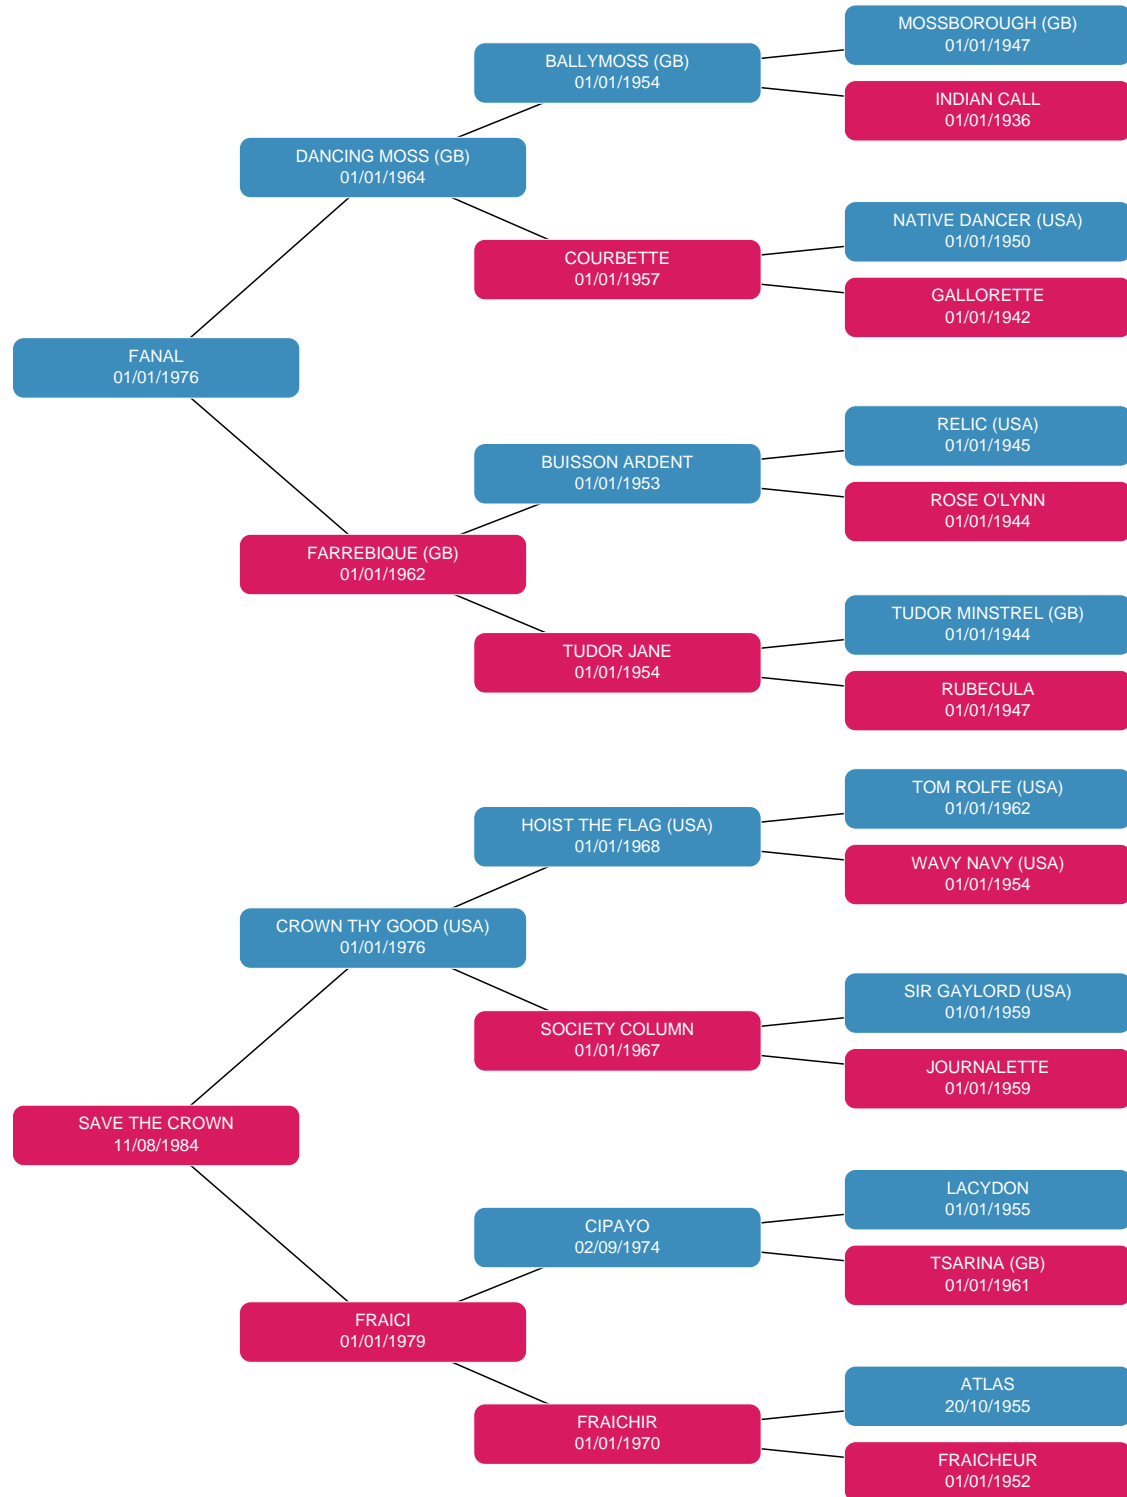 MOSSBOROUGH (GB)
01/01/1947
BALLYMOSS (GB)
01/01/1954
INDIAN CALL
01/01/1936
DANCING MOSS (GB)
01/01/1964
NATIVE DANCER (USA)
01/01/1950
COURBETTE
01/01/1957
GALLORETTE
01/01/1942
FANAL
01/01/1976
RELIC (USA)
01/01/1945
BUISSON ARDENT
01/01/1953
ROSE O'LYNN
01/01/1944
FARREBIQUE (GB)
01/01/1962
TUDOR MINSTREL (GB)
01/01/1944
TUDOR JANE
01/01/1954
RUBECULA
01/01/1947
TOM ROLFE (USA)
01/01/1962
HOIST THE FLAG (USA)
01/01/1968
WAVY NAVY (USA)
01/01/1954
CROWN THY GOOD (USA)
01/01/1976
SIR GAYLORD (USA)
01/01/1959
SOCIETY COLUMN
01/01/1967
JOURNALETTE
01/01/1959
SAVE THE CROWN
11/08/1984
LACYDON
01/01/1955
CIPAYO
02/09/1974
TSARINA (GB)
01/01/1961
FRAICI
01/01/1979
ATLAS
20/10/1955
FRAICHIR
01/01/1970
FRAICHEUR
01/01/1952